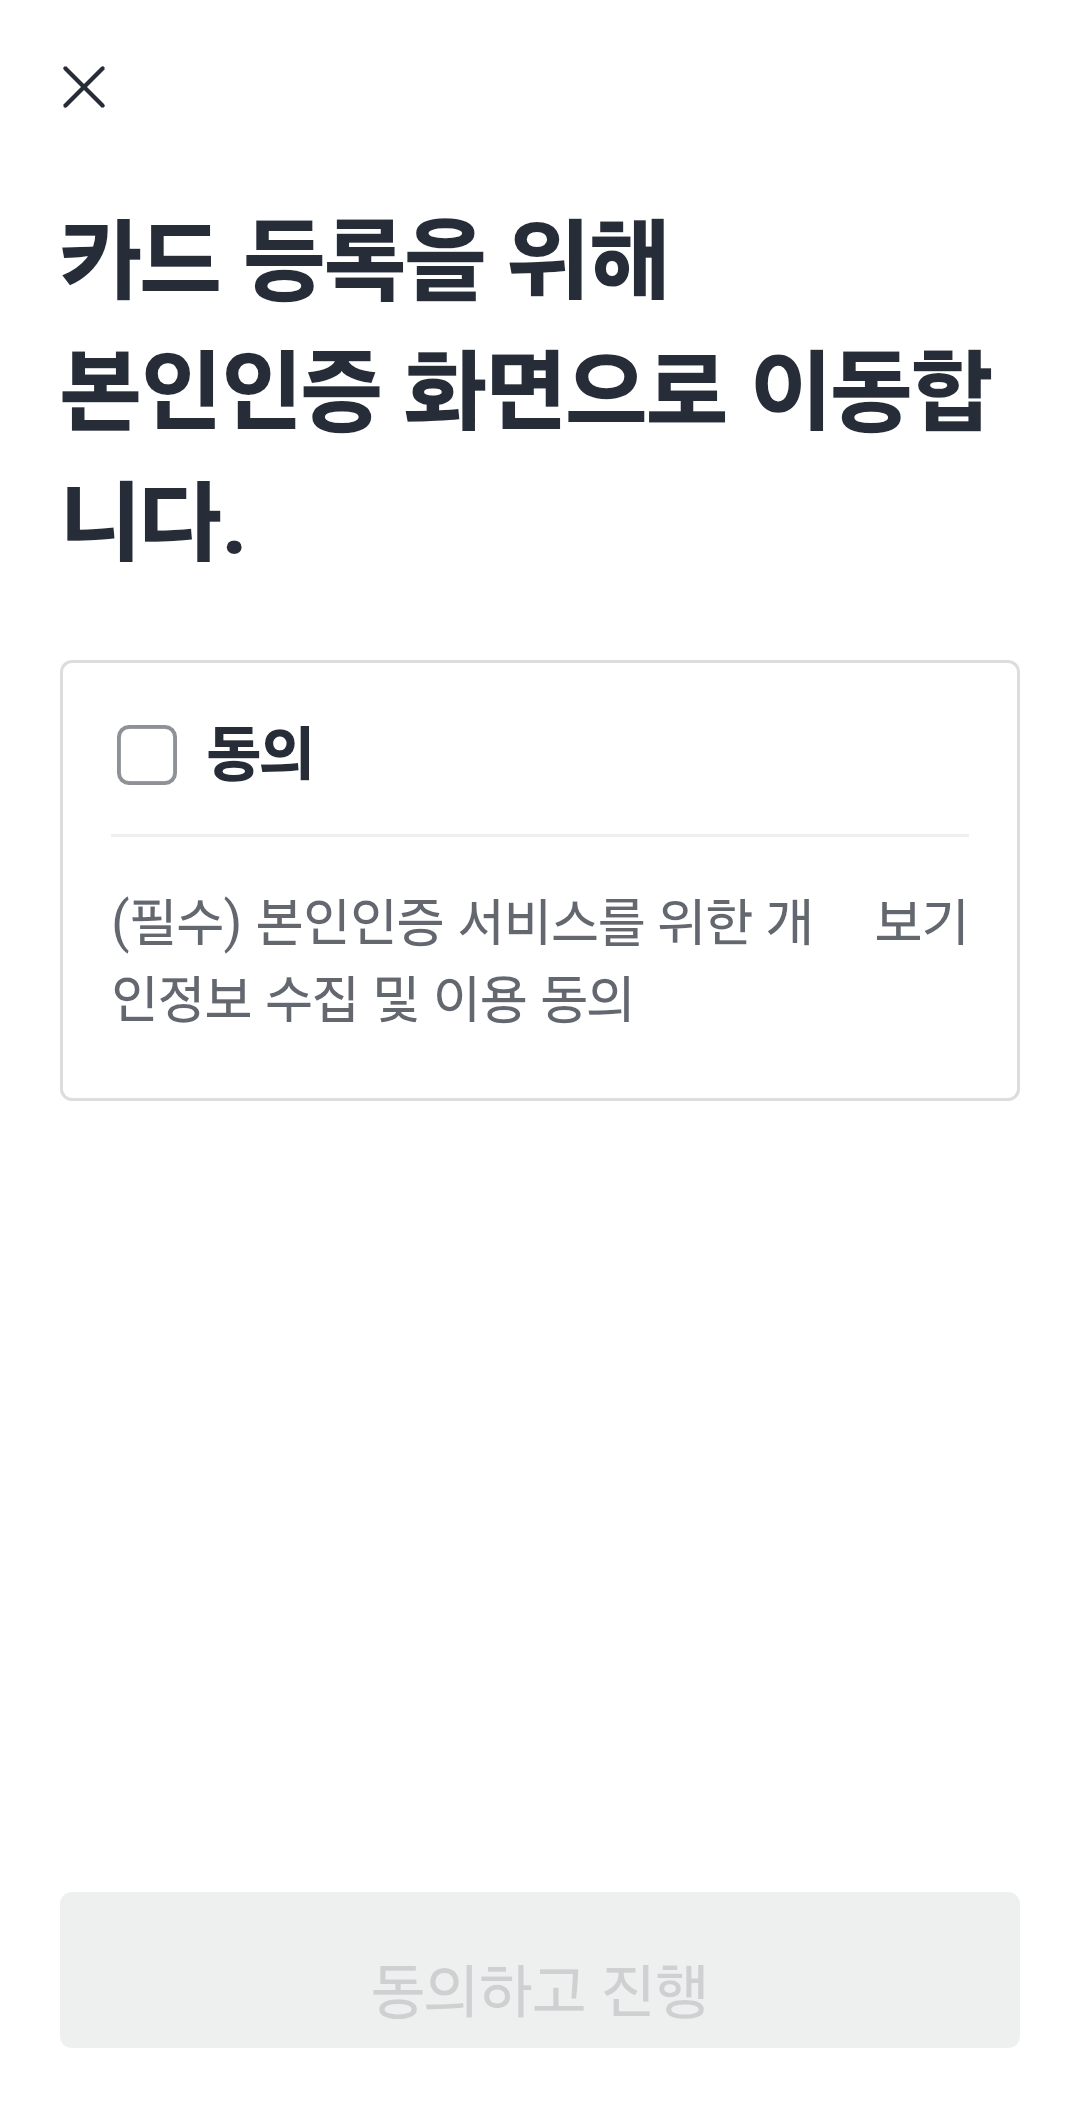 카드 등록을 위해
본인인증 화면으로 이동합
니다.
동의
(필수) 본인인증 서비스를 위한 개 보기
인정보 수집 및 이용 동의
동의하고 진행